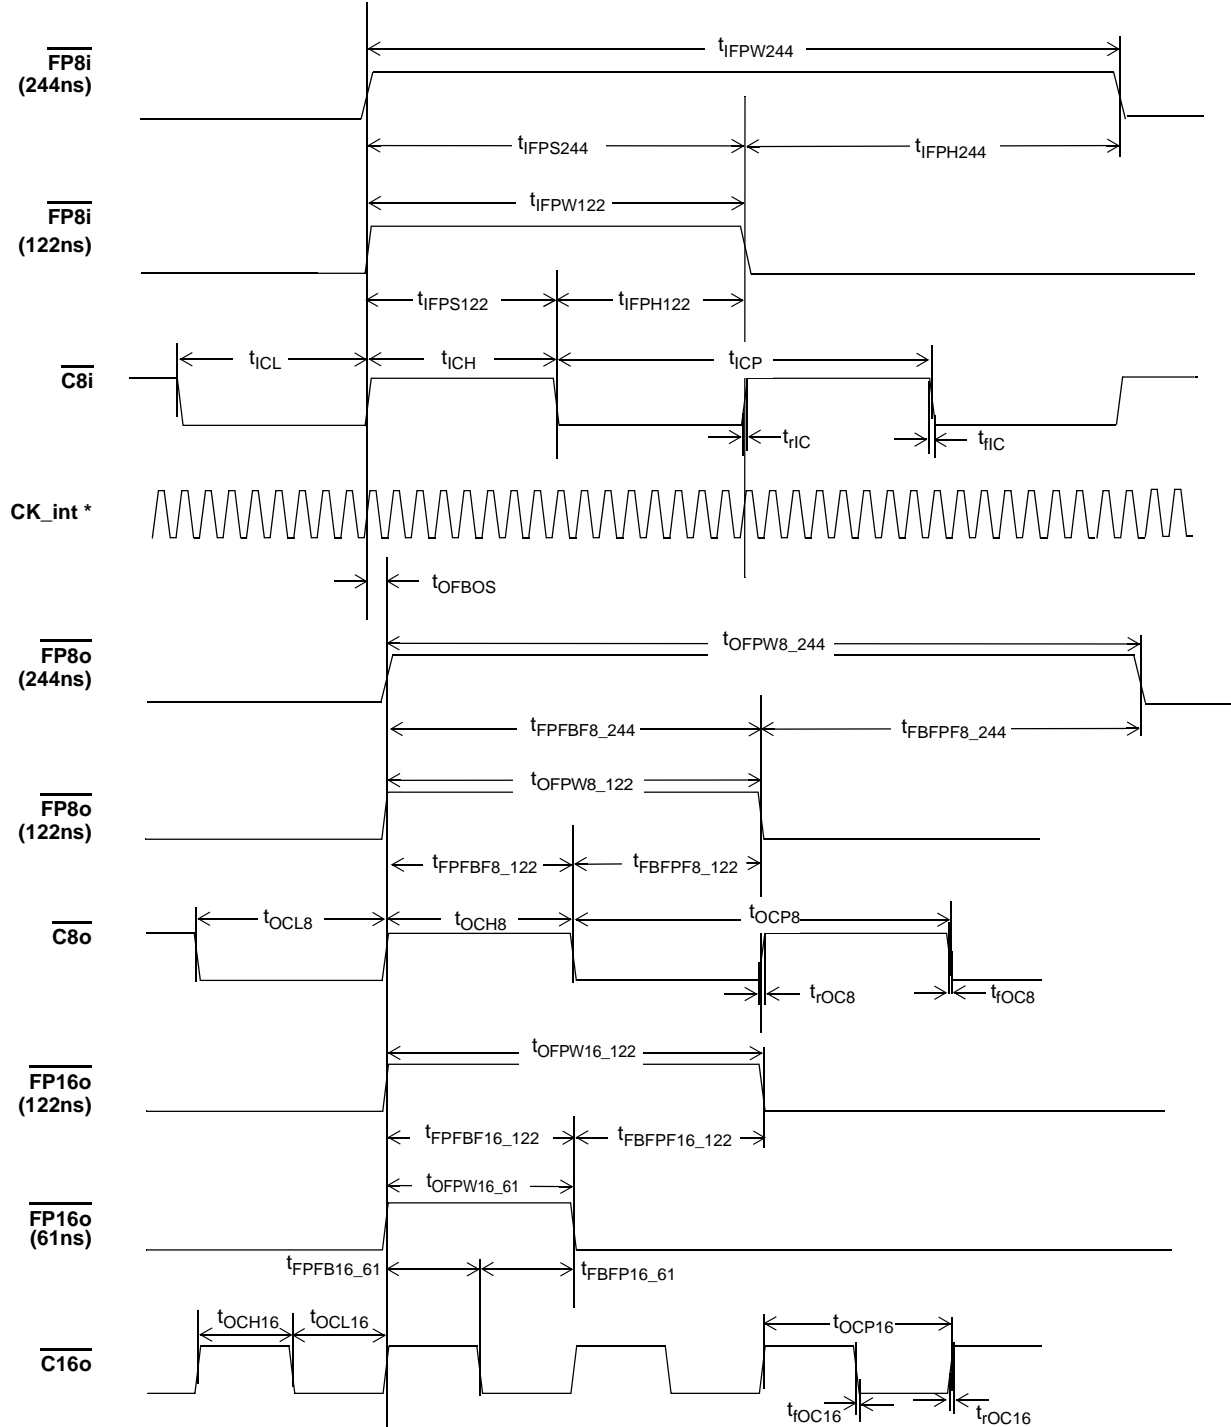 tIFPW244
FP8i
(244ns)
tIFPS244
tIFPH244
tIFPW122
FP8i
(122ns)
tIFPS122
tIFPH122
tICL
tICH
tICP
C8i
trIC
tfIC
CK_int *
tOFBOS
tOFPW8_244
FP8o
(244ns)
tFPFBF8_244
tFBFPF8_244
tOFPW8_122
FP8o
(122ns)
tFPFBF8_122
tFBFPF8_122
tOCL8
tOCH8
tOCP8
C8o
trOC8
tfOC8
tOFPW16_122
FP16o
(122ns)
tFPFBF16_122
tFBFPF16_122
tOFPW16_61
FP16o
(61ns)
tFPFB16_61
tFBFP16_61
tOCH16
tOCL16
tOCP16
C16o
tfOC16
trOC16